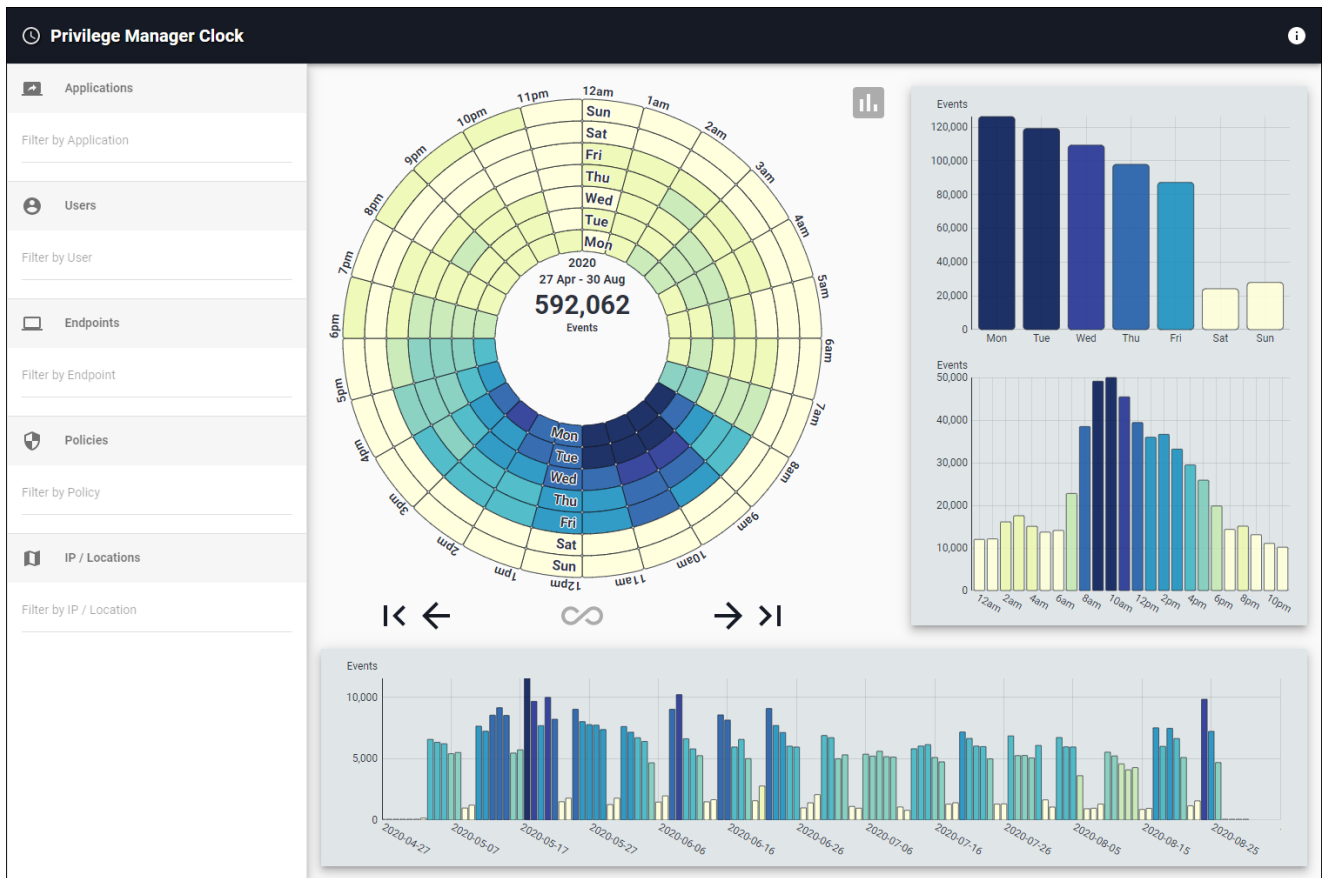 Privilege Manager Clock
Applications
Filter by Application
Users
Filter by User
Endpoints
Filter by Endpoint
Policies
Filter by Policy
IP / Locations
Filter by IP / Location
12am
1am
2am
3am
4am
5am
6am
7am
8am
9am
10am
11am
12pm
1pm
2pm
3pm
4pm
5pm
6pm
7pm
8pm
9pm
10pm
11pm
Sun
Sat
Fri
Thu
Wed
Tue
Mon
2020
27 Apr - 30 Aug
592,062
Events
Mon
Tue
Wed
Thu
Fri
Sat
Sun
Events
120,000
100,000
80,000
60,000
40,000
20,000
0
Mon Tue Wed Thu Fri Sat Sun
Events
50,000
40,000
30,000
20,000
10,000
0
12am 2am 4am 6am 8am 10am 12pm 2pm 4pm 6pm 8pm 10pm
Events
10,000
5,000
0
2020-04-27 2020-05-07 2020-05-17 2020-05-27 2020-06-06 2020-06-16 2020-06-26 2020-07-06 2020-07-16 2020-07-26 2020-08-05 2020-08-15 2020-08-25